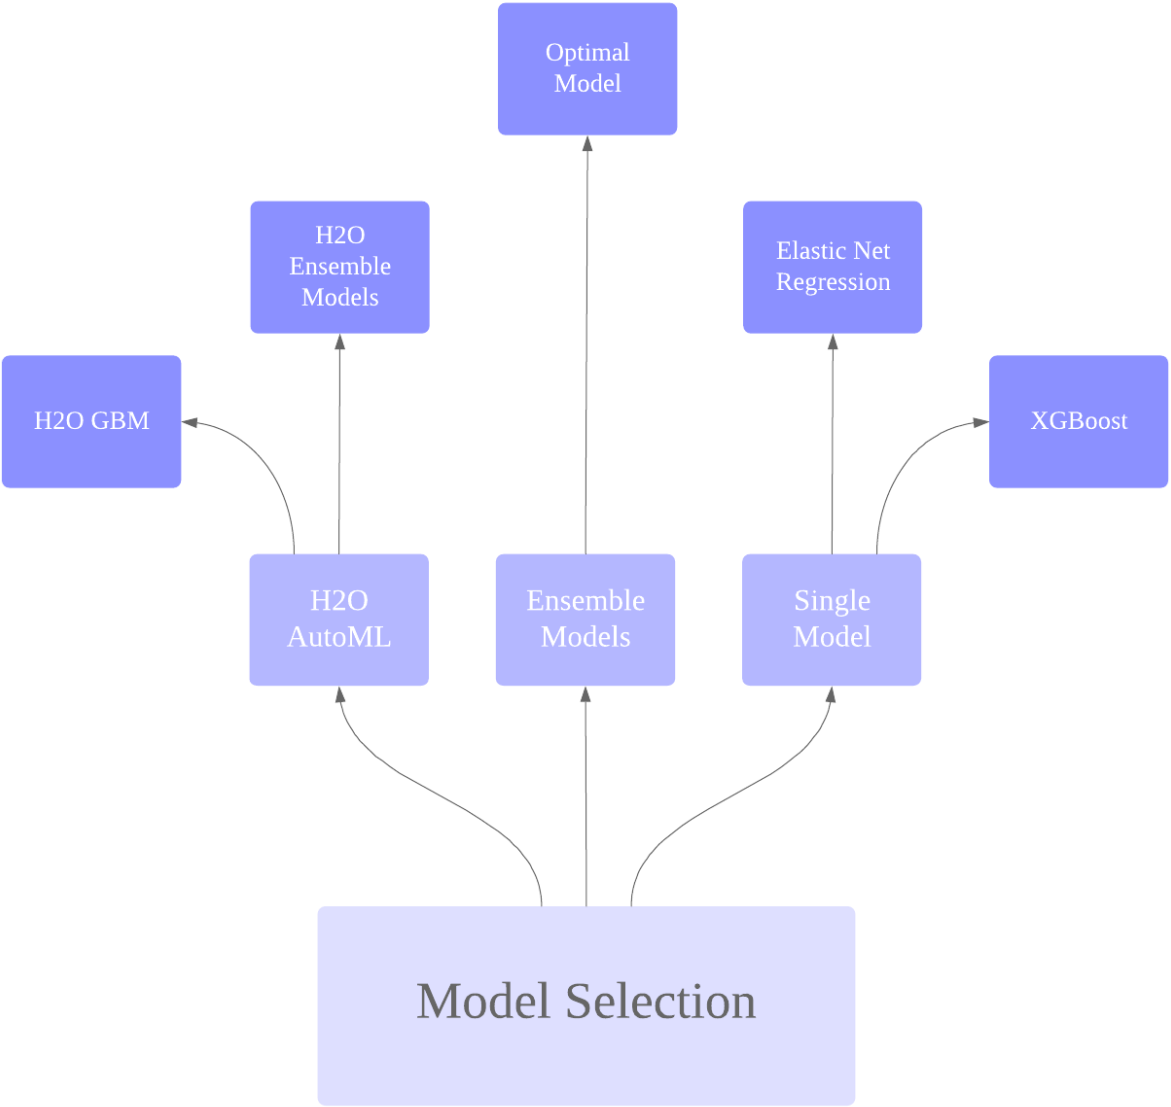 Optimal
Model
H2O
Ensemble
Models
Elastic Net
Regression
H2O GBM
XGBoost
H2O
AutoML
Ensemble
Models
Single
Model
Model Selection